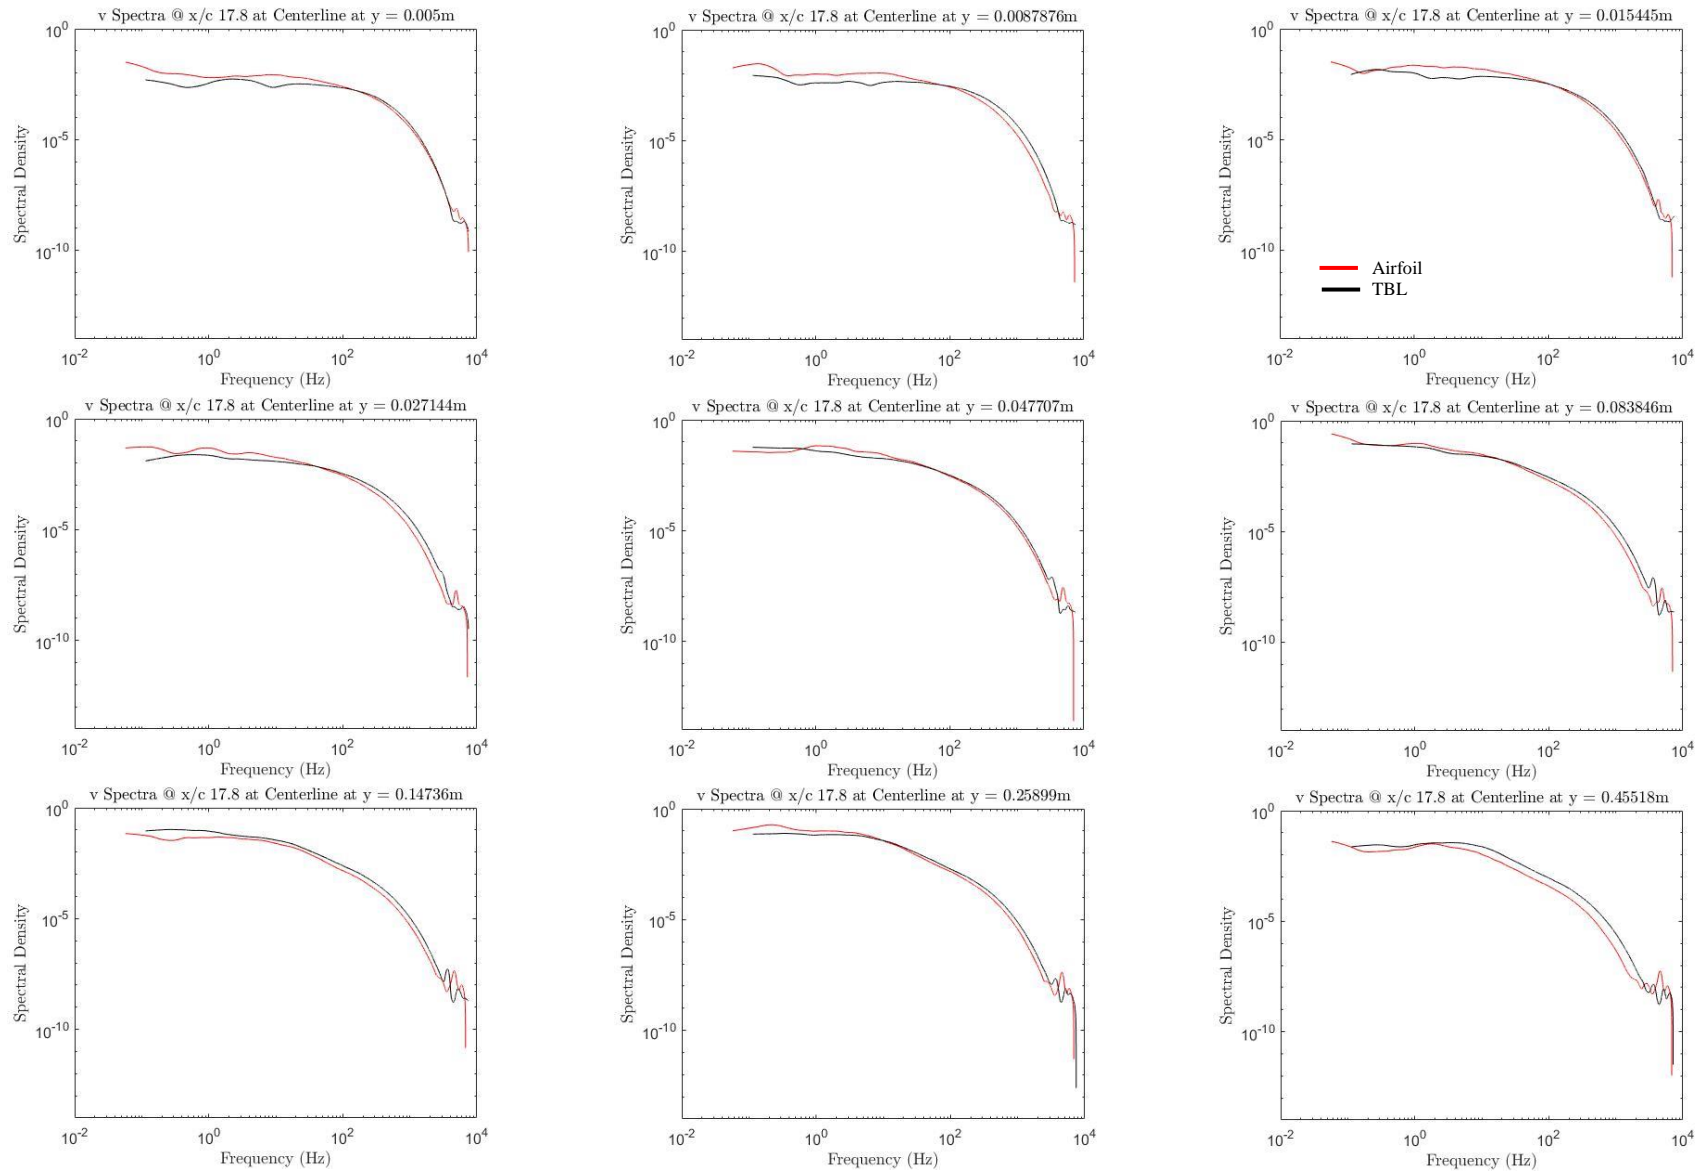 v Spectra @ x/c 17.8 at Centerline at y = 0.005m
10^0
10^-5
10^-10
Spectral Density
10^-2 10^0 10^2 10^4
Frequency (Hz)
v Spectra @ x/c 17.8 at Centerline at y = 0.0087876m
10^0
10^-5
10^-10
Spectral Density
10^-2 10^0 10^2 10^4
Frequency (Hz)
v Spectra @ x/c 17.8 at Centerline at y = 0.015445m
10^0
10^-5
10^-10
Spectral Density
Airfoil
TBL
10^-2 10^0 10^2 10^4
Frequency (Hz)
v Spectra @ x/c 17.8 at Centerline at y = 0.027144m
10^0
10^-5
10^-10
Spectral Density
10^-2 10^0 10^2 10^4
Frequency (Hz)
v Spectra @ x/c 17.8 at Centerline at y = 0.047707m
10^0
10^-5
10^-10
Spectral Density
10^-2 10^0 10^2 10^4
Frequency (Hz)
v Spectra @ x/c 17.8 at Centerline at y = 0.083846m
10^0
10^-5
10^-10
Spectral Density
10^-2 10^0 10^2 10^4
Frequency (Hz)
v Spectra @ x/c 17.8 at Centerline at y = 0.14736m
10^0
10^-5
10^-10
Spectral Density
10^-2 10^0 10^2 10^4
Frequency (Hz)
v Spectra @ x/c 17.8 at Centerline at y = 0.25899m
10^0
10^-5
10^-10
Spectral Density
10^-2 10^0 10^2 10^4
Frequency (Hz)
v Spectra @ x/c 17.8 at Centerline at y = 0.45518m
10^0
10^-5
10^-10
Spectral Density
10^-2 10^0 10^2 10^4
Frequency (Hz)